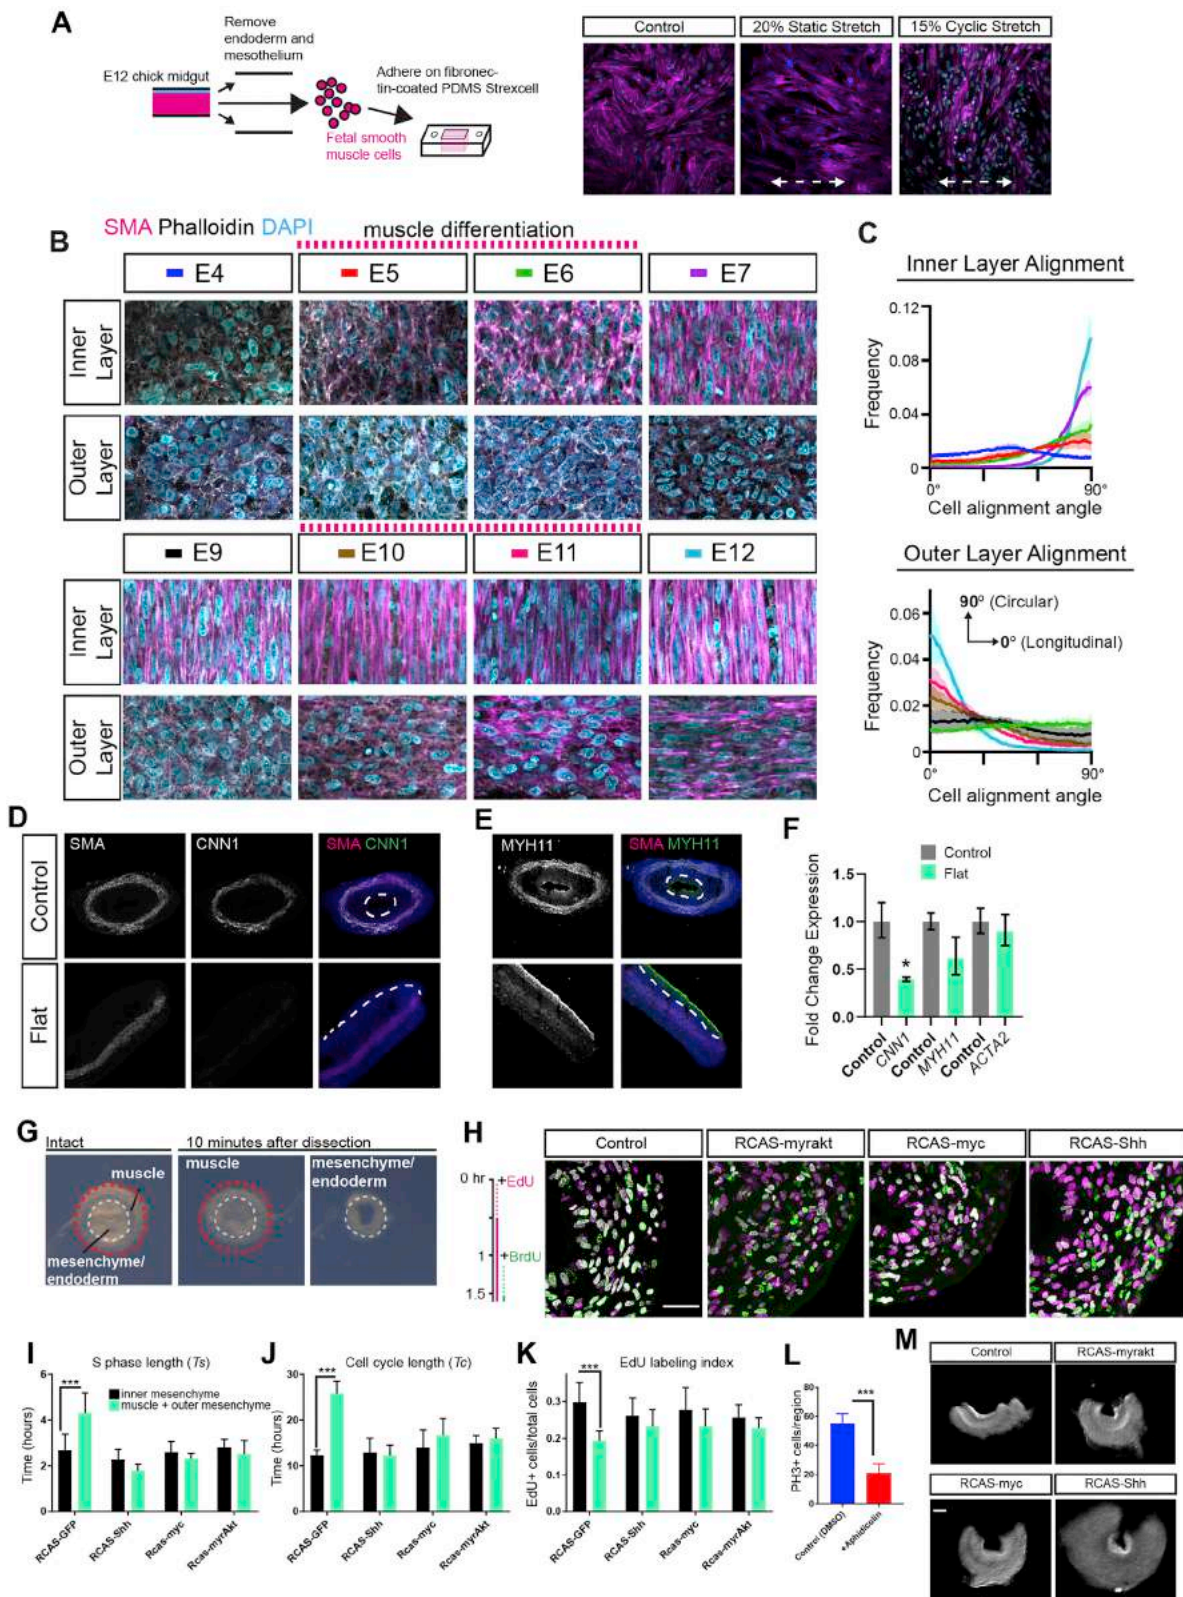 A
Remove
endoderm and
mesothelium
E12 chick midgut
Adhere on fibronec-
tin-coated PDMS Strexcell
Fetal smooth
muscle cells
Control
20% Static Stretch
15% Cyclic Stretch
B
SMA Phalloidin DAPI
muscle differentiation
E4
E5
E6
E7
Inner
Layer
Outer
Layer
E9
E10
E11
E12
Inner
Layer
Outer
Layer
C
Inner Layer Alignment
Frequency
0.12
0.08
0.04
0
0°
90°
Cell alignment angle
Outer Layer Alignment
Frequency
0.06
0.04
0.02
0
90° (Circular)
0° (Longitudinal)
0°
90°
Cell alignment angle
D
SMA
CNN1
SMA CNN1
Control
Flat
E
MYH11
SMA MYH11
F
Control
Flat
Fold Change Expression
1.5
1.0
0.5
0.0
*
Control
CNN1
Control
MYH11
Control
ACTA2
G
Intact
10 minutes after dissection
muscle
mesenchyme/
endoderm
muscle
mesenchyme/
endoderm
H
0 hr
+EdU
1
+BrdU
1.5
Control
RCAS-myrakt
RCAS-myc
RCAS-Shh
I
S phase length (Ts)
Time (hours)
6
4
2
0
***
inner mesenchyme
muscle + outer mesenchyme
RCAS-GFP
RCAS-Shh
Rcas-myc
Rcas-myrAkt
J
Cell cycle length (Tc)
Time (hours)
30
20
10
0
***
RCAS-GFP
RCAS-Shh
Rcas-myc
Rcas-myrAkt
K
EdU labeling index
EdU+ cells/total cells
0.3
0.2
0.1
0.0
***
RCAS-GFP
RCAS-Shh
Rcas-myc
Rcas-myrAkt
L
PH3+ cells/region
80
60
40
20
0
***
Control (DMSO)
+Aphidicolin
M
Control
RCAS-myrakt
RCAS-myc
RCAS-Shh